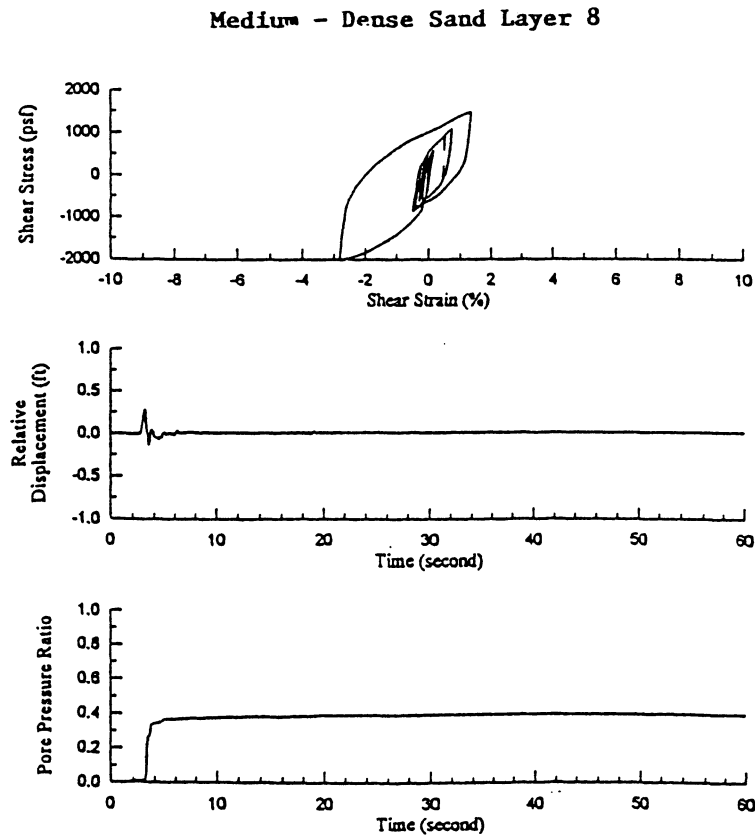 Medium - Dense Sand Layer 8
2000
1000
0
-1000
-2000
Shear Stress (psf)
-10 -8 -6 -4 -2 0 2 4 6 8 10
Shear Strain (%)
1.0
0.5
0.0
-0.5
-1.0
Relative
Displacement (ft)
0 10 20 30 40 50 60
Time (second)
1.0
0.8
0.6
0.4
0.2
0.0
Pore Pressure Ratio
0 10 20 30 40 50 60
Time (second)